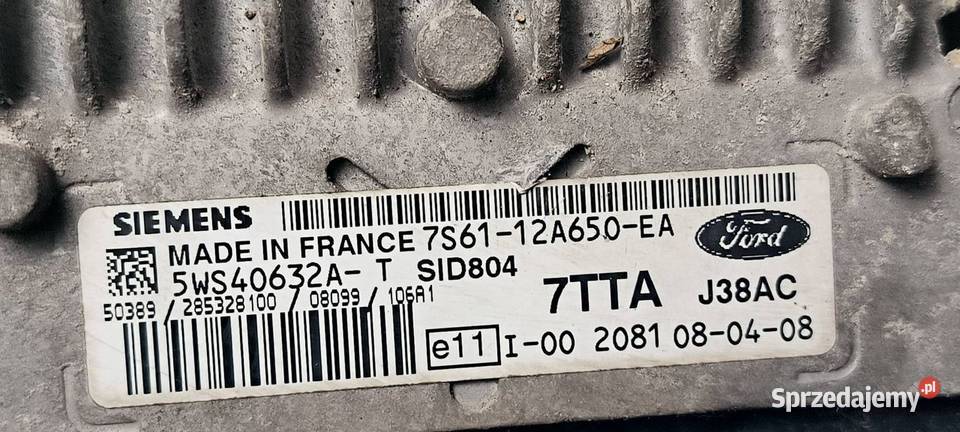 SIEMENS
MADE IN FRANCE 7S61-12A650-EA
Ford
5WS40632A-T SID804
50389 / 285328100 / 08099 / 106A1
7TTA J38AC
e11 I-00 2081 08-04-08
Sprzedajemy.pl